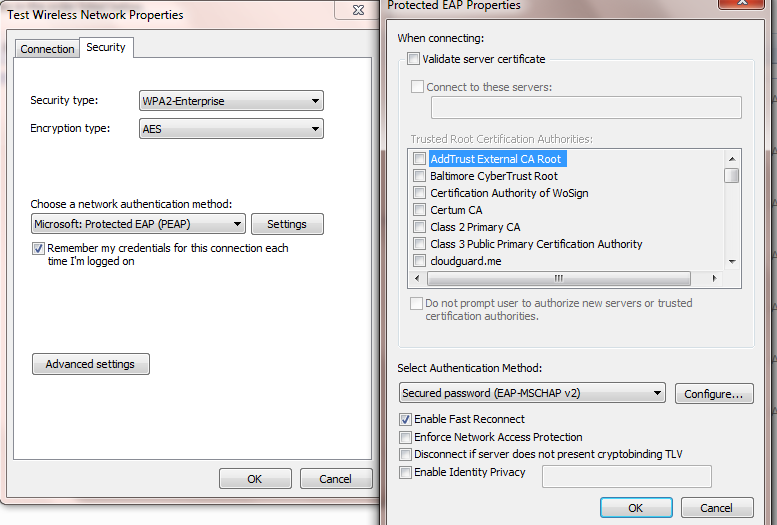 Test Wireless Network Properties
Connection
Security
Security type:
WPA2-Enterprise
Encryption type:
AES
Choose a network authentication method:
Microsoft: Protected EAP (PEAP)
Settings
Remember my credentials for this connection each
time I'm logged on
Advanced settings
OK
Cancel
Protected EAP Properties
When connecting:
Validate server certificate
Connect to these servers:
Trusted Root Certification Authorities:
AddTrust External CA Root
Baltimore CyberTrust Root
Certification Authority of WoSign
Certum CA
Class 2 Primary CA
Class 3 Public Primary Certification Authority
cloudguard.me
Do not prompt user to authorize new servers or trusted
certification authorities.
Select Authentication Method:
Secured password (EAP-MSCHAP v2)
Configure...
Enable Fast Reconnect
Enforce Network Access Protection
Disconnect if server does not present cryptobinding TLV
Enable Identity Privacy
OK
Cancel